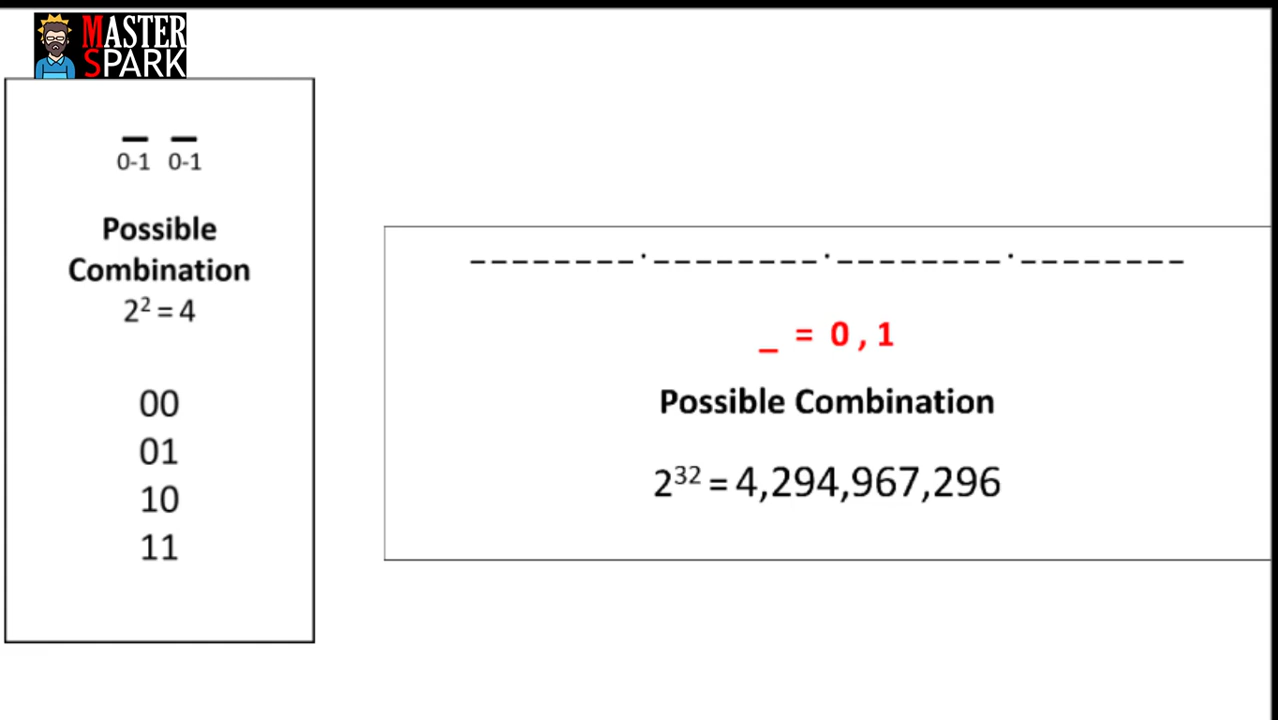 MASTER
SPARK
_ _
0-1 0-1
Possible
Combination
2² = 4
00
01
10
11
________.________.________.________
_ = 0 , 1
Possible Combination
2³² = 4,294,967,296